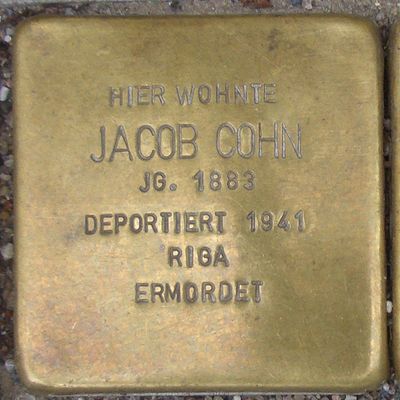 HIER WOHNTE
JACOB COHN
JG. 1883
DEPORTIERT 1941
RIGA
ERMORDET